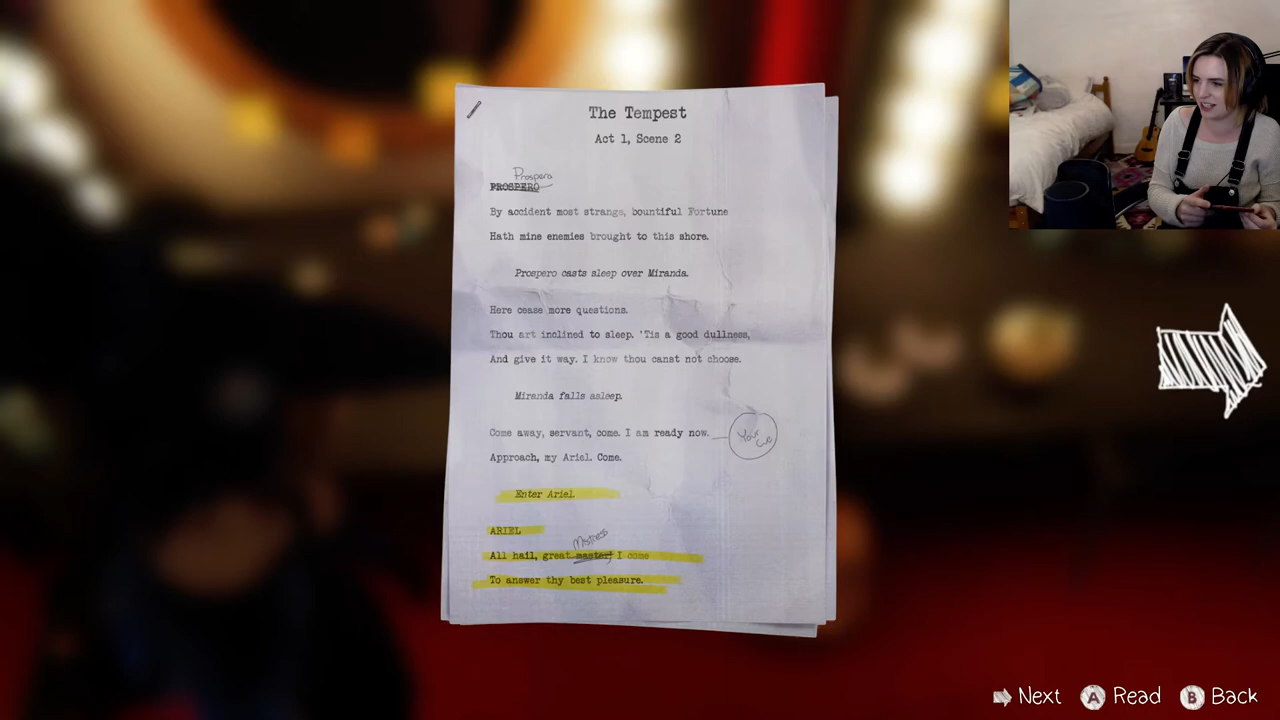 The Tempest
Act 1, Scene 2
Prospera
PROSPERO
By accident most strange, bountiful Fortune
Hath mine enemies brought to this shore.
Prospero casts sleep over Miranda.
Here cease more questions.
Thou art inclined to sleep. 'Tis a good dullness,
And give it way. I know thou canst not choose.
Miranda falls asleep.
Come away, servant, come. I am ready now.
Your cue
Approach, my Ariel. Come.
Enter Ariel.
ARIEL
Mistress
All hail, great master, I come
To answer thy best pleasure.
Next A Read B Back